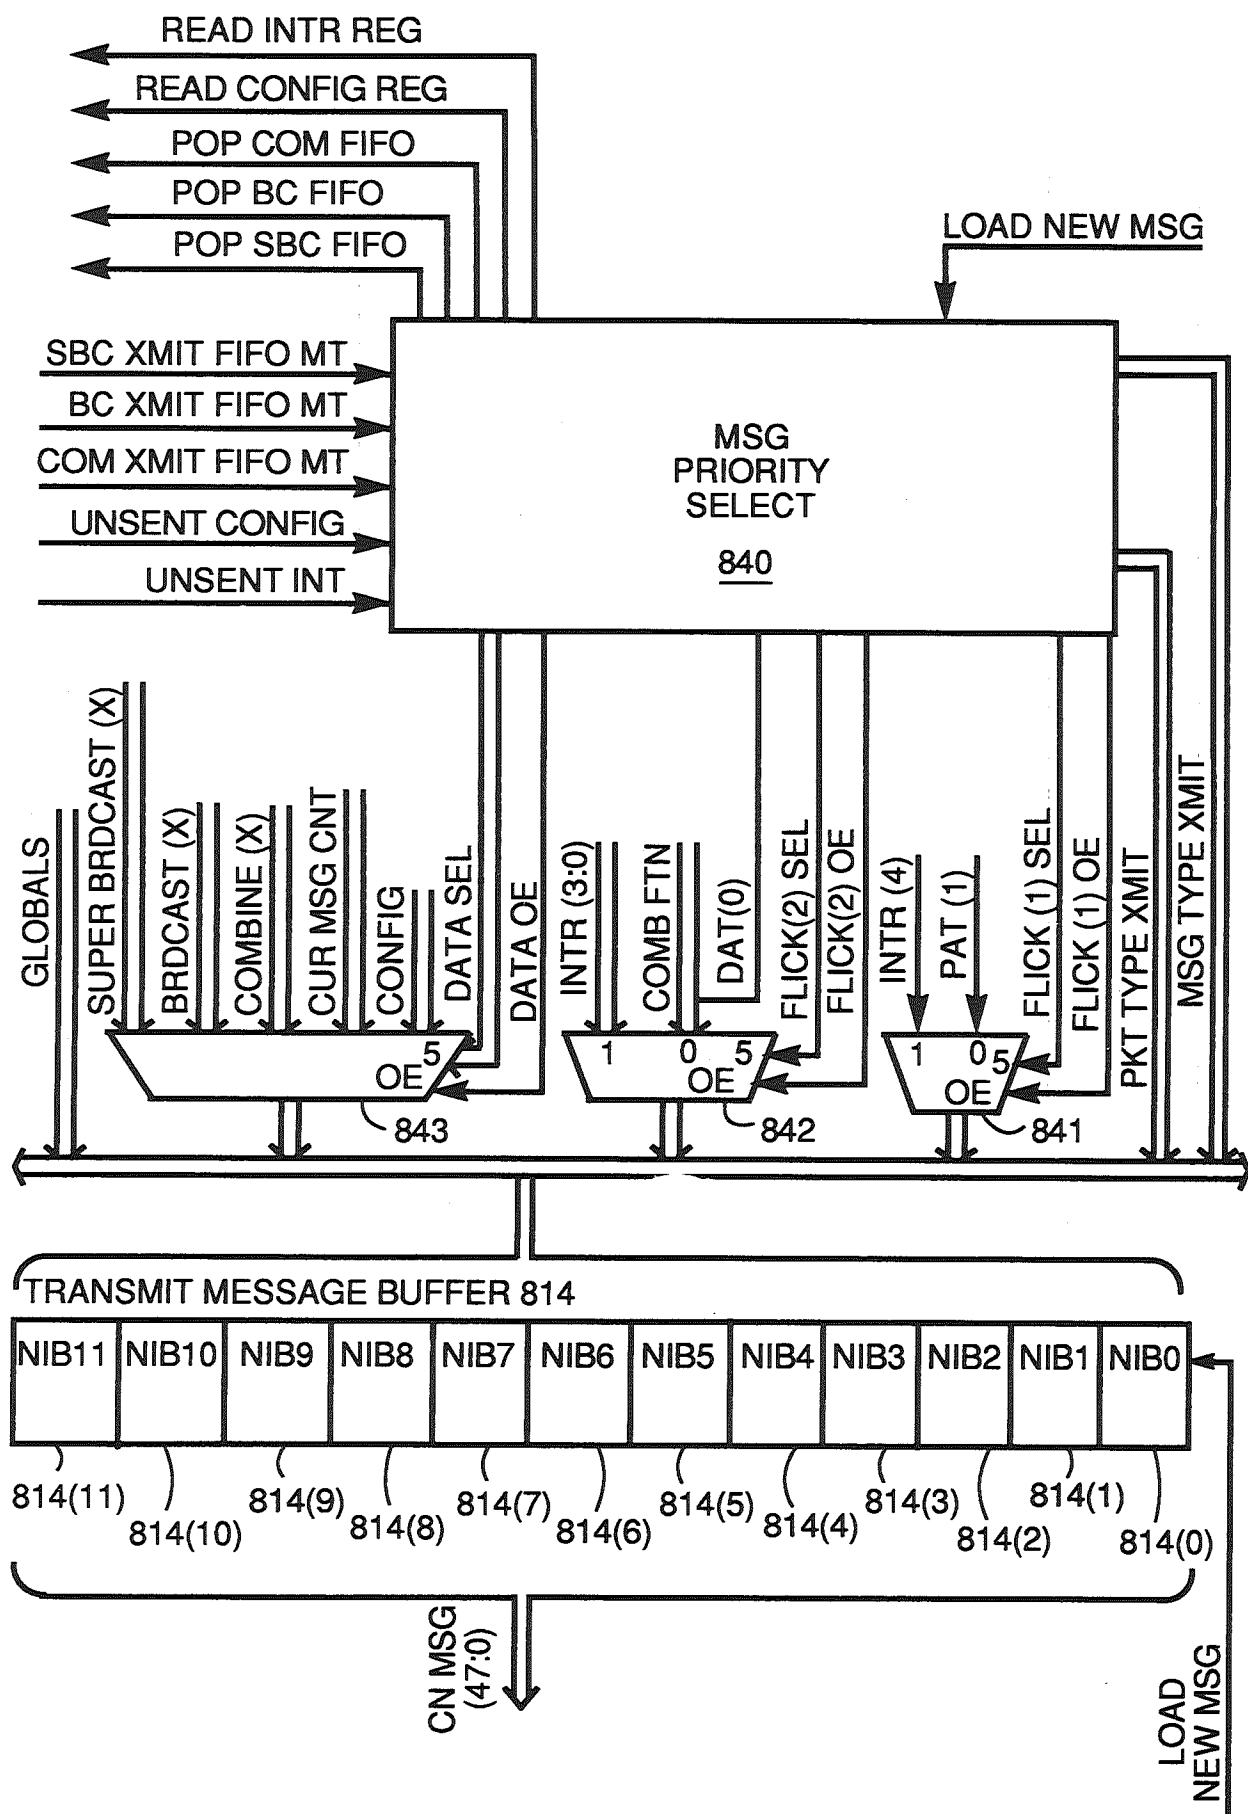 READ INTR REG
READ CONFIG REG
POP COM FIFO
POP BC FIFO
POP SBC FIFO
LOAD NEW MSG
SBC XMIT FIFO MT
BC XMIT FIFO MT
COM XMIT FIFO MT
UNSENT CONFIG
UNSENT INT
MSG
PRIORITY
SELECT
840
GLOBALS
SUPER BRDCAST (X)
BRDCAST (X)
COMBINE (X)
CUR MSG CNT
CONFIG
DATA SEL
DATA OE
INTR (3:0)
COMB FTN
DAT(0)
FLICK(2) SEL
FLICK(2) OE
INTR (4)
PAT (1)
FLICK (1) SEL
FLICK (1) OE
PKT TYPE XMIT
MSG TYPE XMIT
5
OE
843
1 0 5
OE
842
1 0 5
OE
841
TRANSMIT MESSAGE BUFFER 814
NIB11 NIB10 NIB9 NIB8 NIB7 NIB6 NIB5 NIB4 NIB3 NIB2 NIB1 NIB0
814(11) 814(10) 814(9) 814(8) 814(7) 814(6) 814(5) 814(4) 814(3) 814(2) 814(1) 814(0)
CN MSG
(47:0)
LOAD
NEW MSG